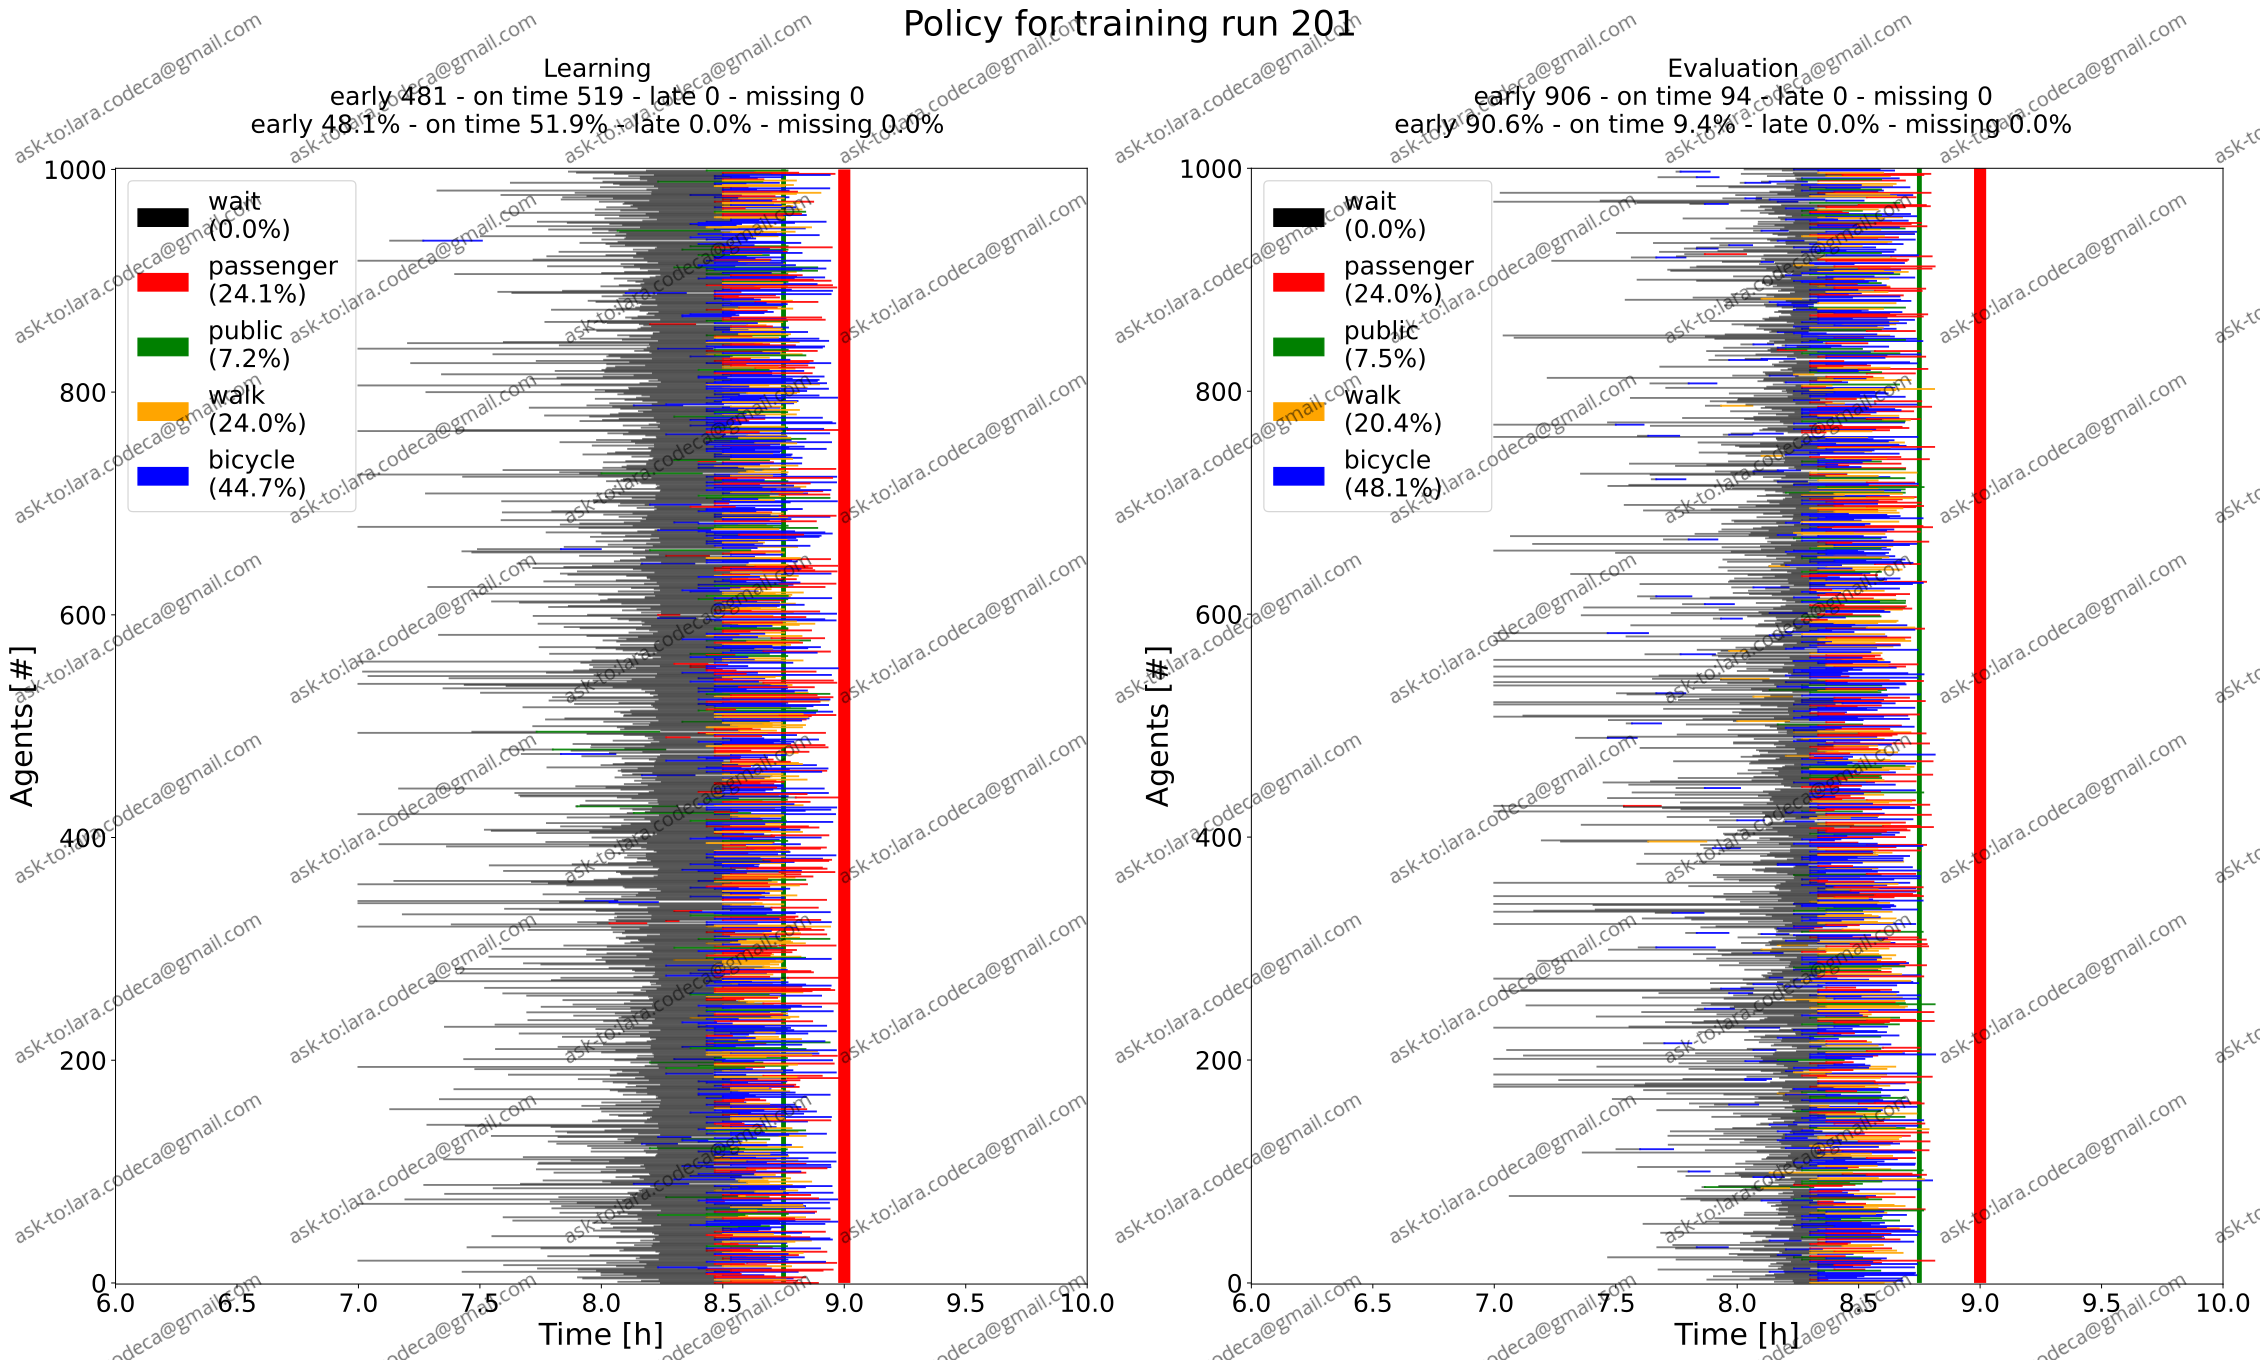 Policy for training run 201
Learning
early 481 - on time 519 - late 0 - missing 0
early 48.1% - on time 51.9% - late 0.0% - missing 0.0%
Evaluation
early 906 - on time 94 - late 0 - missing 0
early 90.6% - on time 9.4% - late 0.0% - missing 0.0%
wait
(0.0%)
passenger
(24.1%)
public
(7.2%)
walk
(24.0%)
bicycle
(44.7%)
1000
800
600
400
200
0
Agents [#]
6.0 6.5 7.0 7.5 8.0 8.5 9.0 9.5 10.0
Time [h]
wait
(0.0%)
passenger
(24.0%)
public
(7.5%)
walk
(20.4%)
bicycle
(48.1%)
1000
800
600
400
200
0
Agents [#]
6.0 6.5 7.0 7.5 8.0 8.5 9.0 9.5 10.0
Time [h]
ask-to:lara.codeca@gmail.com